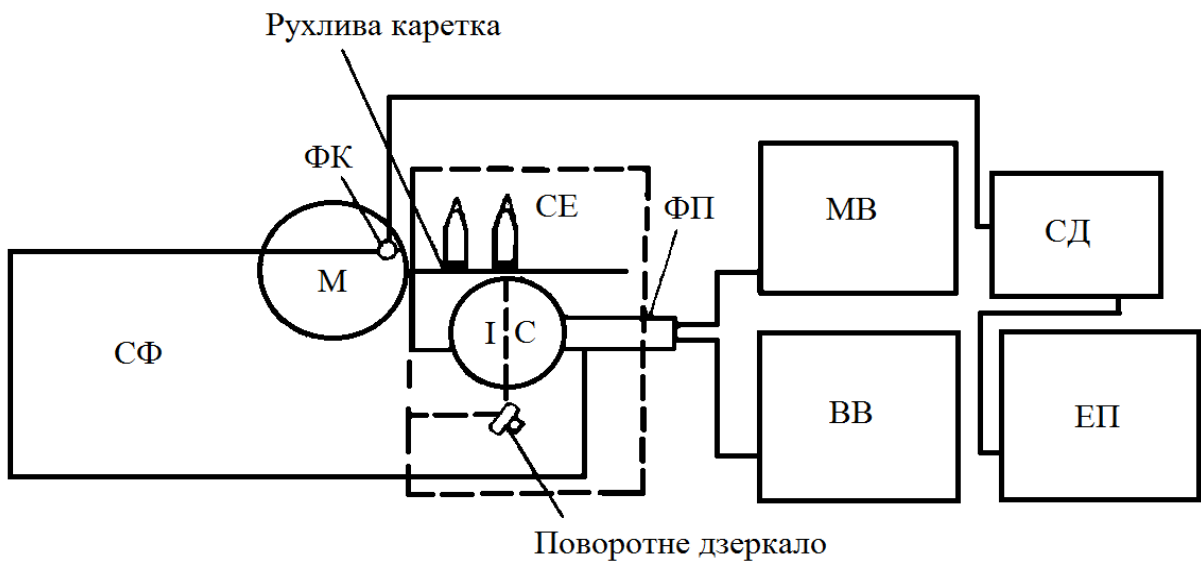 Рухлива каретка
ФК
СЕ
ФП
МВ
СД
М
І С
СФ
ВВ
ЕП
Поворотне дзеркало